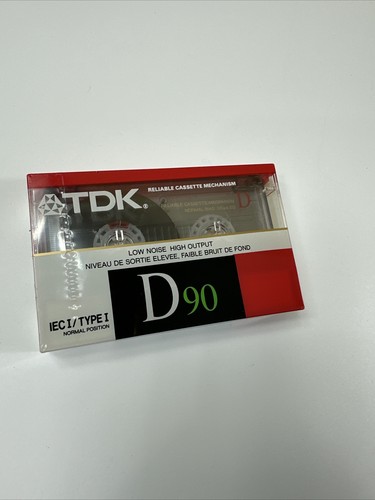 TDK®
RELIABLE CASSETTE MECHANISM
D
LOW NOISE HIGH OUTPUT
NIVEAU DE SORTIE ELEVEE, FAIBLE BRUIT DE FOND
IEC I / TYPE I
NORMAL POSITION
D90